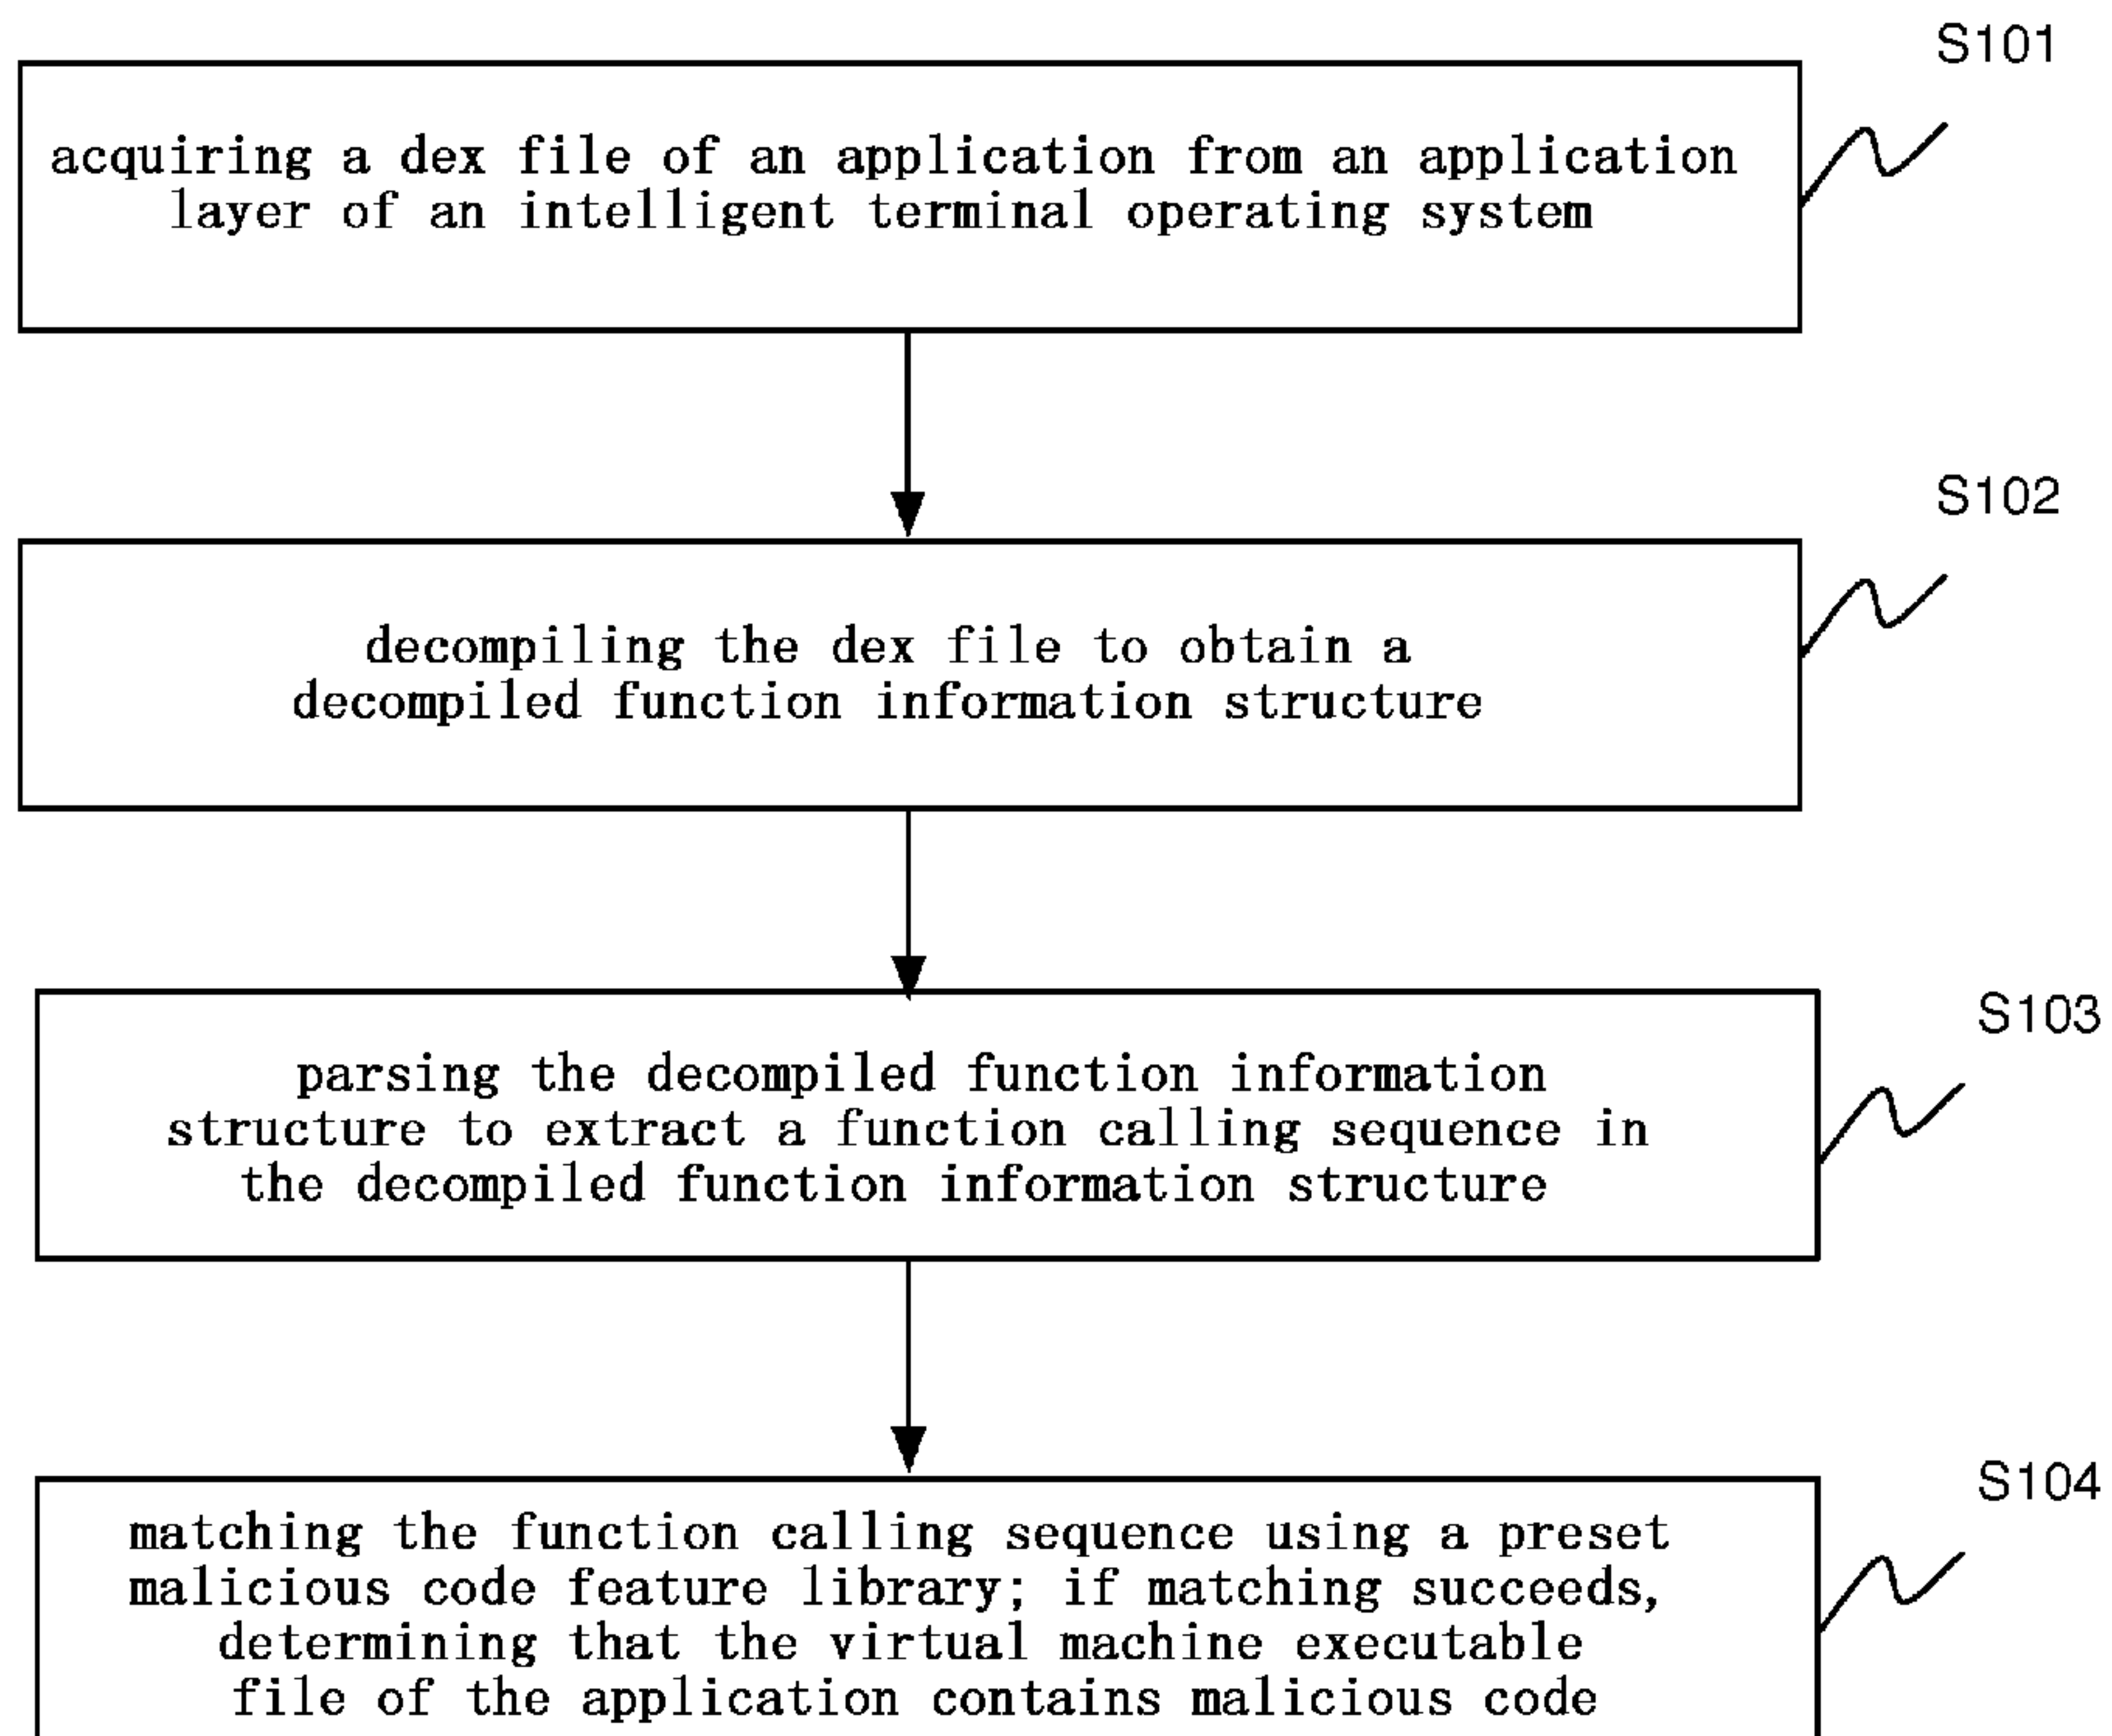 S101
acquiring a dex file of an application from an application
layer of an intelligent terminal operating system
S102
decompiling the dex file to obtain a
decompiled function information structure
S103
parsing the decompiled function information
structure to extract a function calling sequence in
the decompiled function information structure
S104
matching the function calling sequence using a preset
malicious code feature library; if matching succeeds,
determining that the virtual machine executable
file of the application contains malicious code